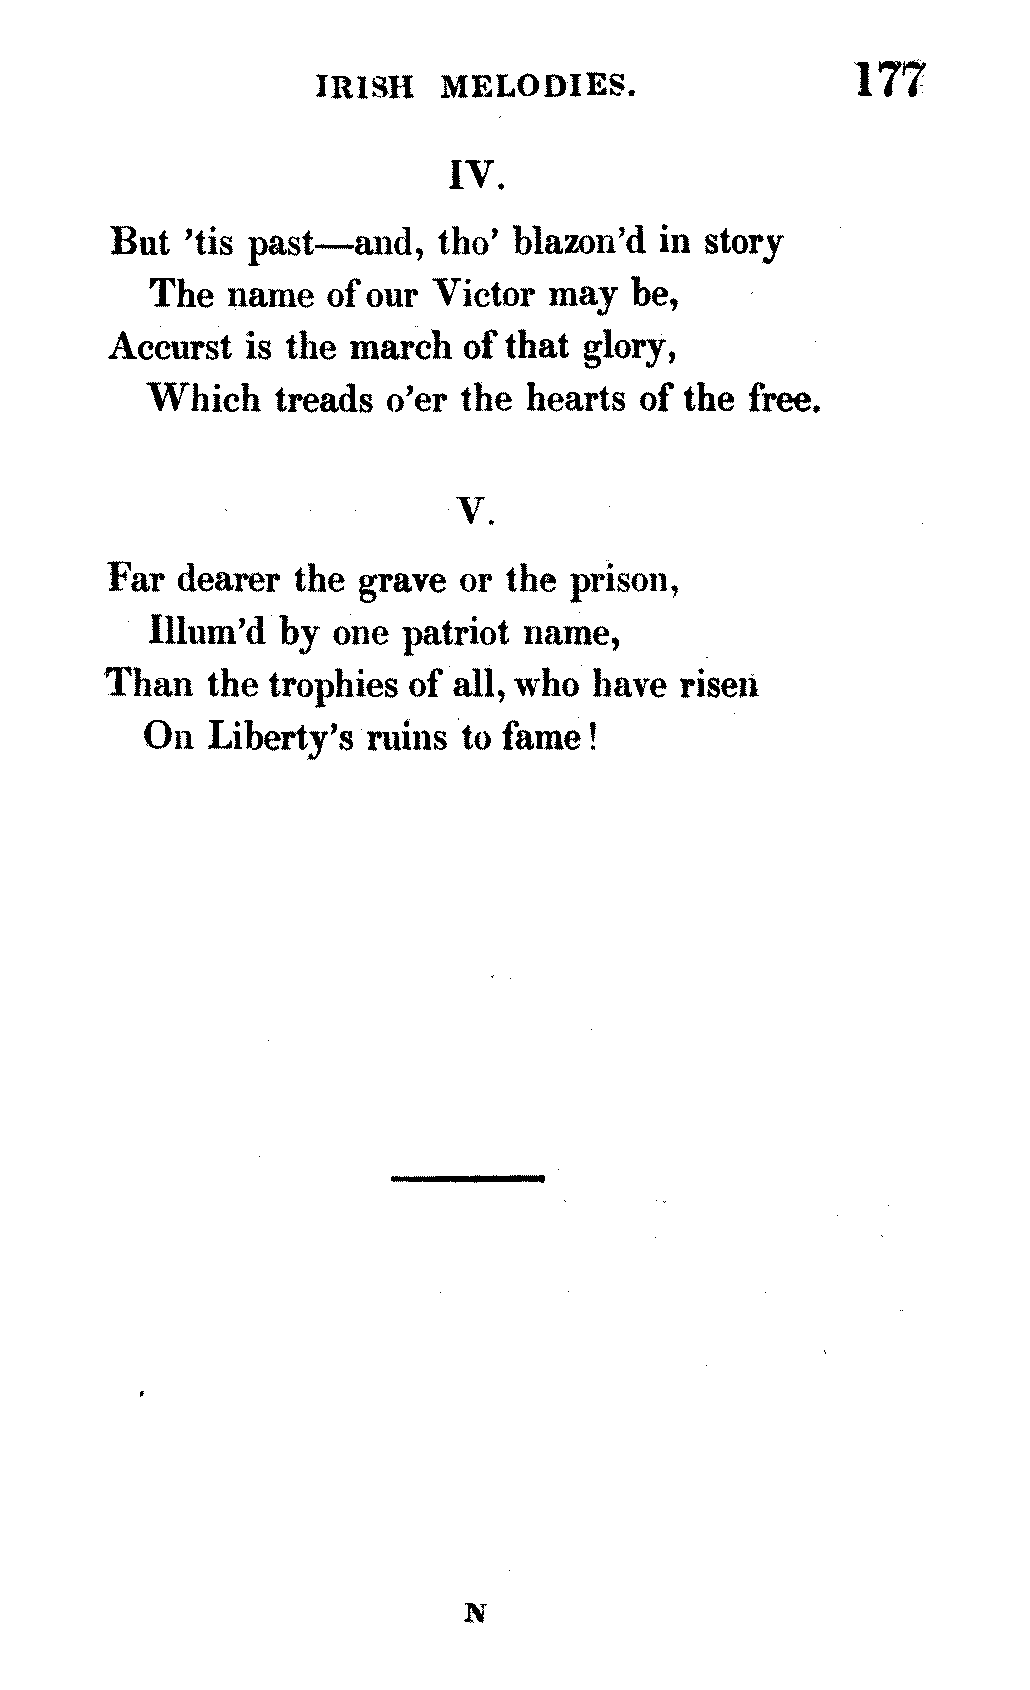 IRISH MELODIES. 177
IV.
But 'tis past—and, tho' blazon'd in story
The name of our Victor may be,
Accurst is the march of that glory,
Which treads o'er the hearts of the free.
V.
Far dearer the grave or the prison,
Illum'd by one patriot name,
Than the trophies of all, who have risen
On Liberty's ruins to fame!
N